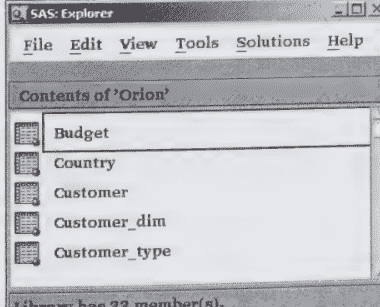 SAS: Explorer
File Edit View Tools Solutions Help
Contents of 'Orion'
Budget
Country
Customer
Customer_dim
Customer_type
Library has 22 member(s).